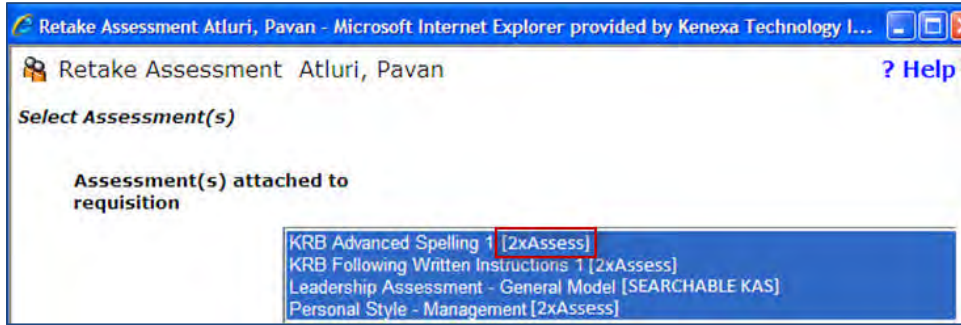 Retake Assessment Atluri, Pavan - Microsoft Internet Explorer provided by Kenexa Technology I...
Retake Assessment Atluri, Pavan ? Help
Select Assessment(s)
Assessment(s) attached to
requisition
KRB Advanced Spelling 1 [2xAssess]
KRB Following Written Instructions 1 [2xAssess]
Leadership Assessment - General Model [SEARCHABLE KAS]
Personal Style - Management [2xAssess]